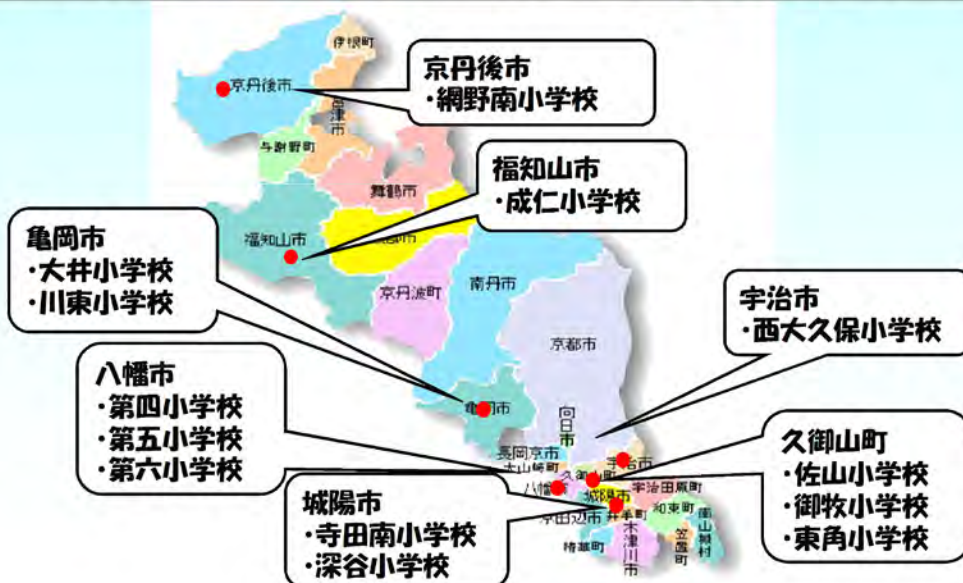 伊根町
京丹後市
京丹後市
・網野南小学校
宮津市
与謝野町
舞鶴市
福知山市
・成仁小学校
福知山市
亀岡市
・大井小学校
・川東小学校
京丹波町
南丹市
京都市
宇治市
・西大久保小学校
八幡市
・第四小学校
・第五小学校
・第六小学校
亀岡市
向日市
長岡京市
大山崎町
宇治市
久御山町
八幡
城陽市
宇治田原町
久御山町
・佐山小学校
・御牧小学校
・東角小学校
城陽市
・寺田南小学校
・深谷小学校
京田辺市
井手町
和束町
木津川市
笠置町
南山城村
精華町